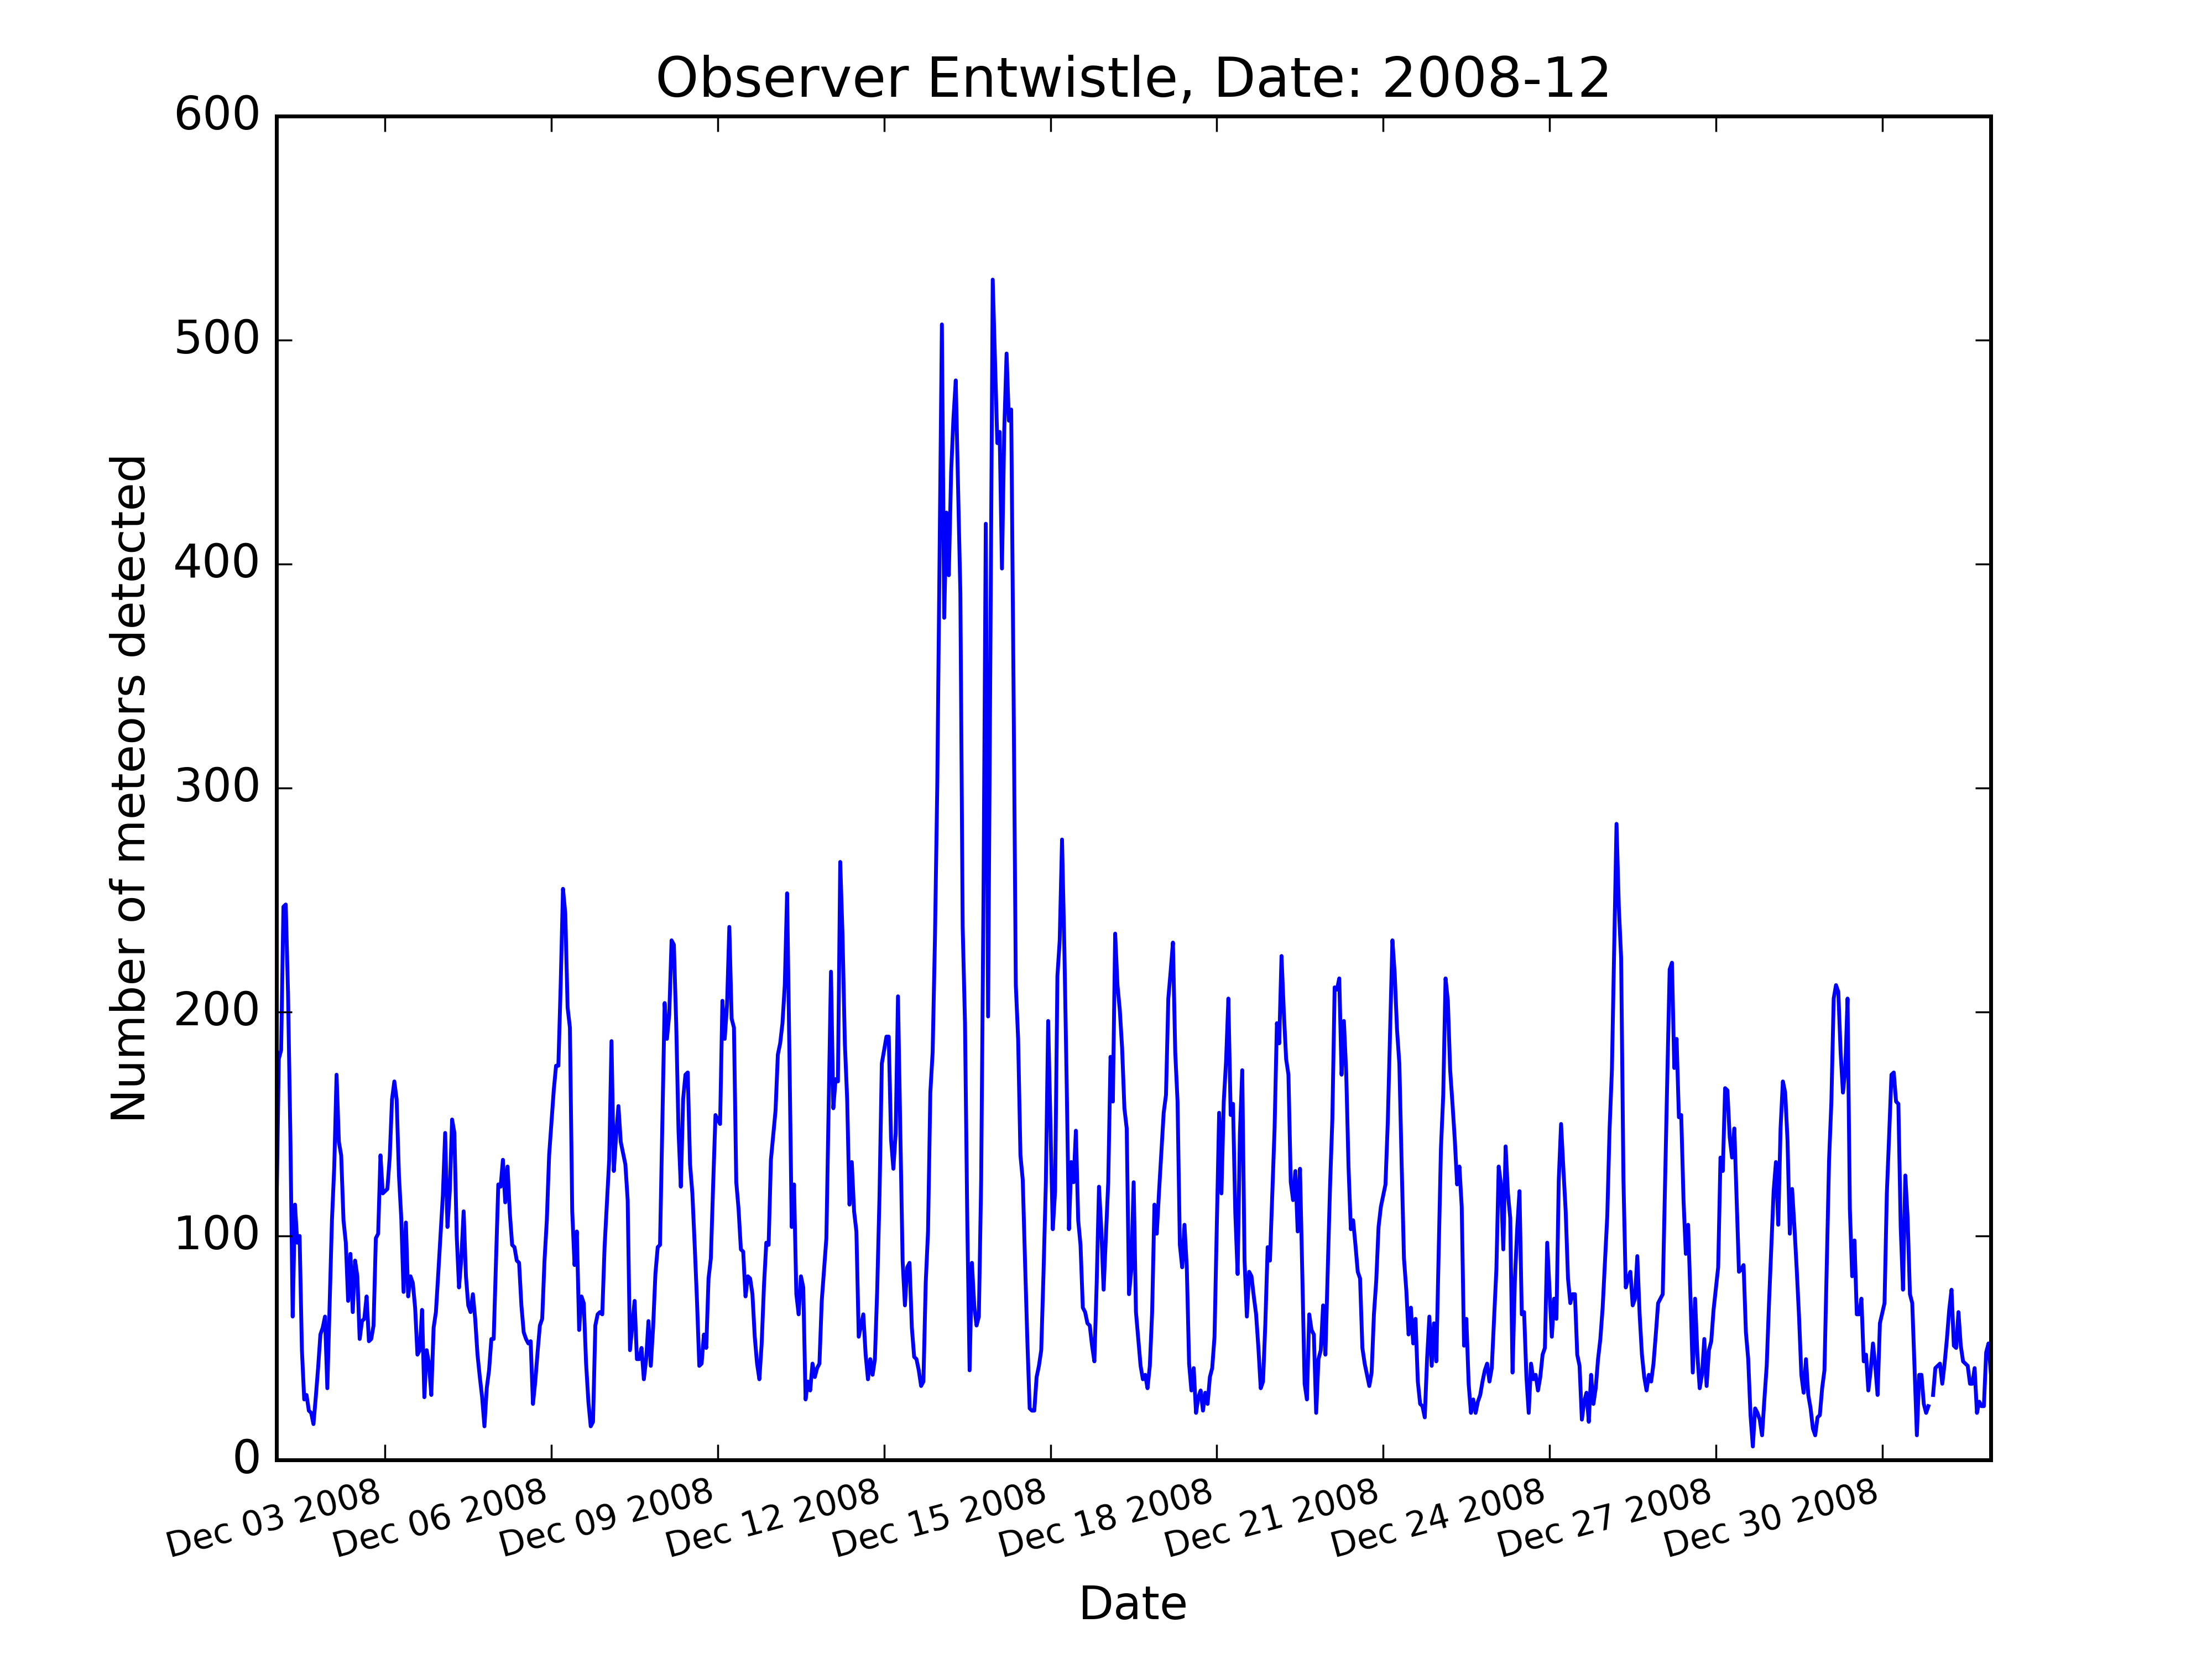 Observer Entwistle, Date: 2008-12
600
500
400
300
200
100
0
Number of meteors detected
Dec 03 2008
Dec 06 2008
Dec 09 2008
Dec 12 2008
Dec 15 2008
Dec 18 2008
Dec 21 2008
Dec 24 2008
Dec 27 2008
Dec 30 2008
Date